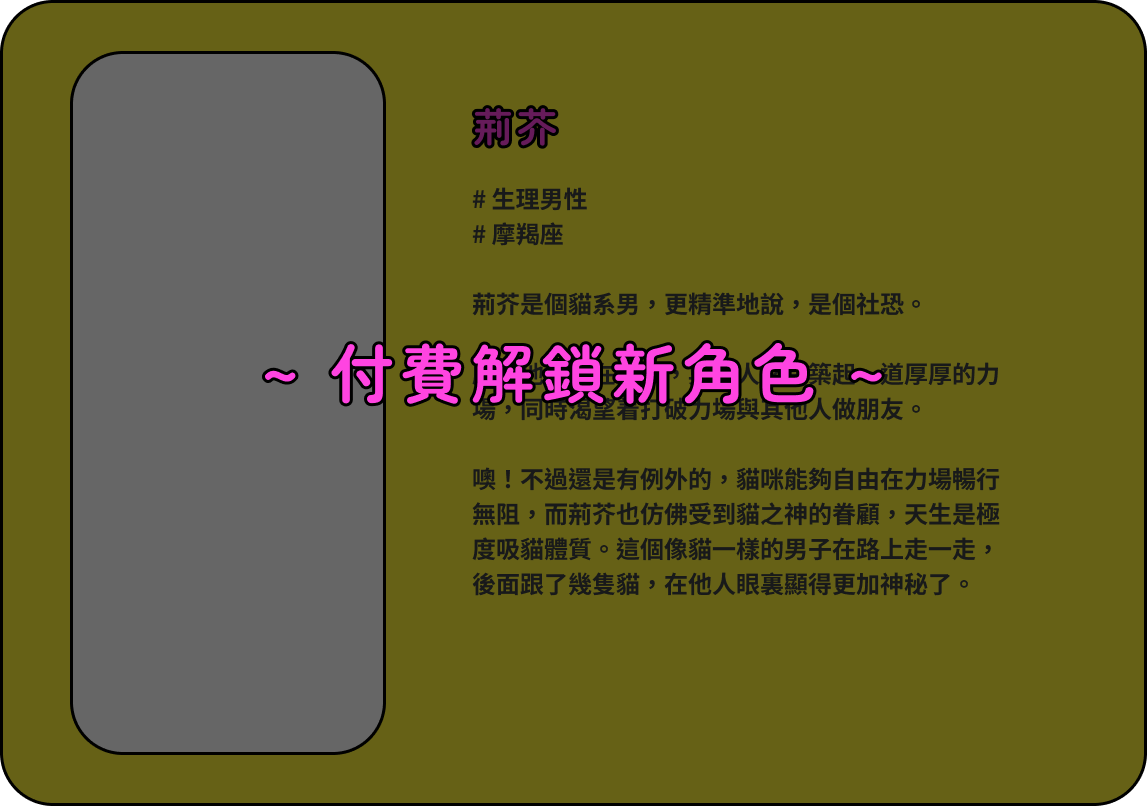 荊芥
# 生理男性
# 摩羯座
荊芥是個貓系男，更精準地說，是個社恐。
~ 付費解鎖新角色 ~
築起 道厚厚的力
場，同時渴望着打破力場與其他人做朋友。
噢！不過還是有例外的，貓咪能夠自由在力場暢行
無阻，而荊芥也仿佛受到貓之神的眷顧，天生是極
度吸貓體質。這個像貓一樣的男子在路上走一走，
後面跟了幾隻貓，在他人眼裏顯得更加神秘了。